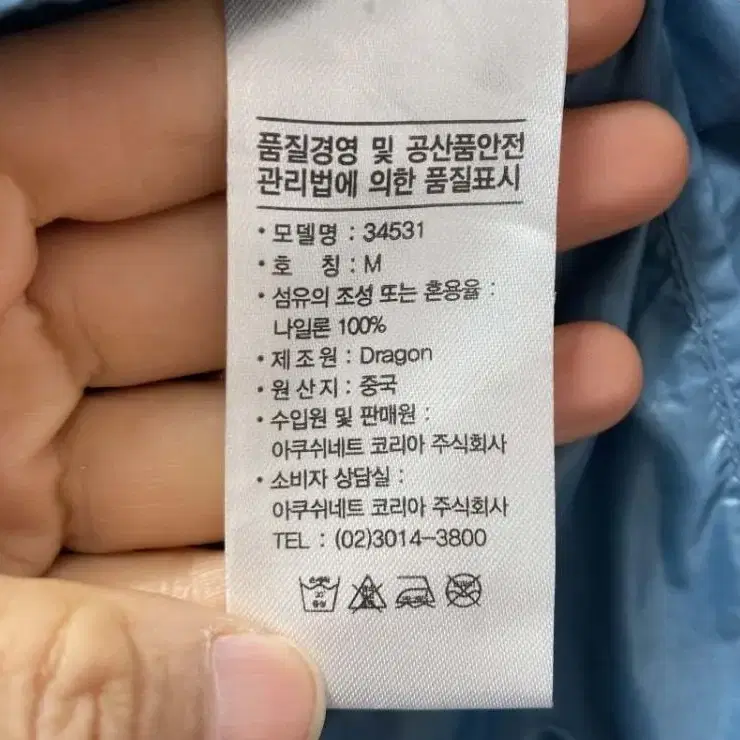 품질경영 및 공산품안전
관리법에 의한 품질표시
• 모델명 : 34531
• 호 칭 : M
• 섬유의 조성 또는 혼용율 :
나일론 100%
• 제조원 : Dragon
• 원산지 : 중국
• 수입원 및 판매원 :
아쿠쉬네트 코리아 주식회사
• 소비자 상담실 :
아쿠쉬네트 코리아 주식회사
TEL : (02)3014-3800